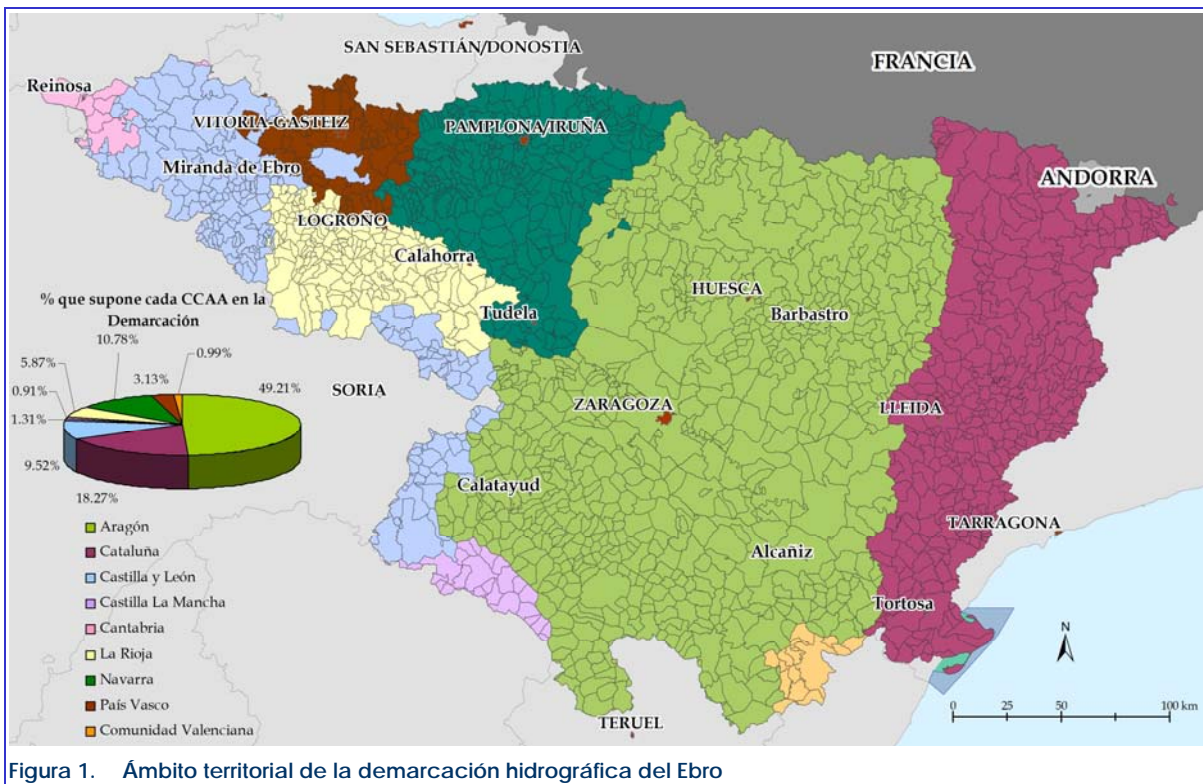 SAN SEBASTIÁN/DONOSTIA
FRANCIA
Reinosa
VITORIA-GASTEIZ
PAMPLONA/IRUÑA
ANDORRA
Miranda de Ebro
LOGROÑO
Calahorra
HUESCA
% que supone cada CCAA en la
Demarcación
Tudela
Barbastro
10.78%
0.99%
5.87%
3.13%
49.21%
0.91%
SORIA
ZARAGOZA
LLEIDA
1.31%
9.52%
Calatayud
18.27%
TARRAGONA
Aragón
Alcañiz
Cataluña
Castilla y León
Castilla La Mancha
Tortosa
Cantabria
N
La Rioja
Navarra
País Vasco
0 25 50 100 km
TERUEL
Comunidad Valenciana
Figura 1. Ámbito territorial de la demarcación hidrográfica del Ebro